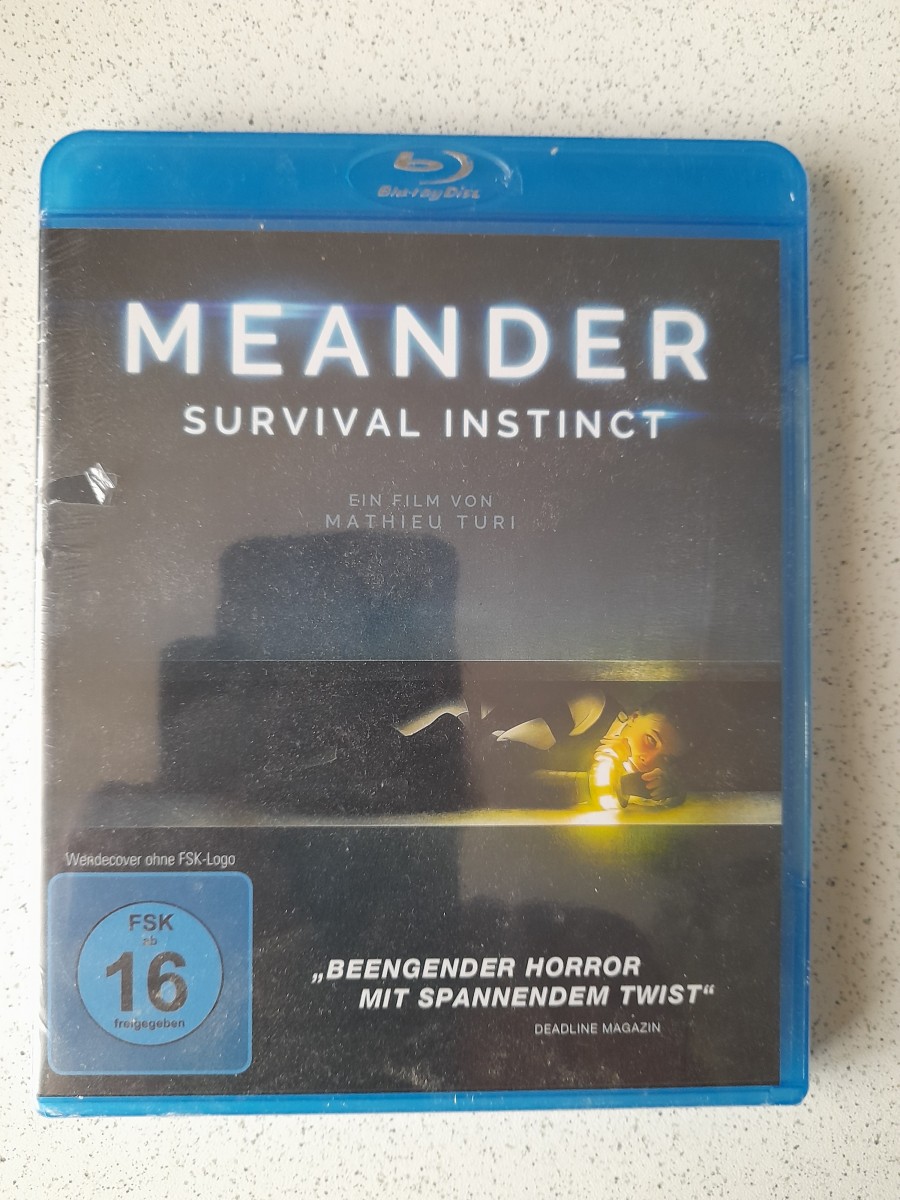 Blu-ray Disc
MEANDER
SURVIVAL INSTINCT
EIN FILM VON
MATHIEU TURI
Wendecover ohne FSK-Logo
FSK
ab
16
freigegeben
„BEENGENDER HORROR
MIT SPANNENDEM TWIST“
DEADLINE MAGAZIN